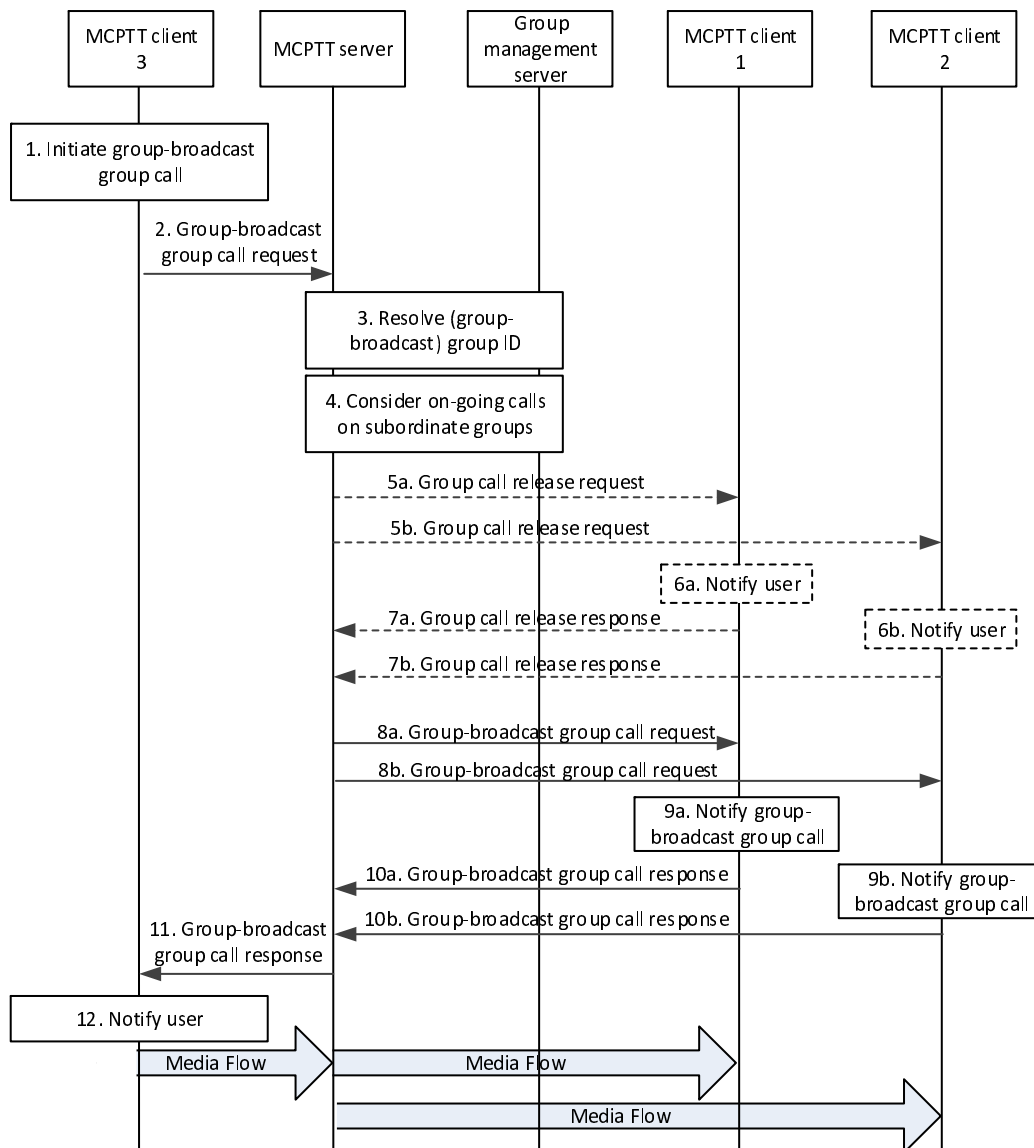 MCPTT client
3
MCPTT server
Group
management
server
MCPTT client
1
MCPTT client
2
1. Initiate group-broadcast
group call
2. Group-broadcast
group call request
3. Resolve (group-
broadcast) group ID
4. Consider on-going calls
on subordinate groups
5a. Group call release request
5b. Group call release request
6a. Notify user
7a. Group call release response
6b. Notify user
7b. Group call release response
8a. Group-broadcast group call request
8b. Group-broadcast group call request
9a. Notify group-
broadcast group call
10a. Group-broadcast group call response
9b. Notify group-
broadcast group call
10b. Group-broadcast group call response
11. Group-broadcast
group call response
12. Notify user
Media Flow
Media Flow
Media Flow